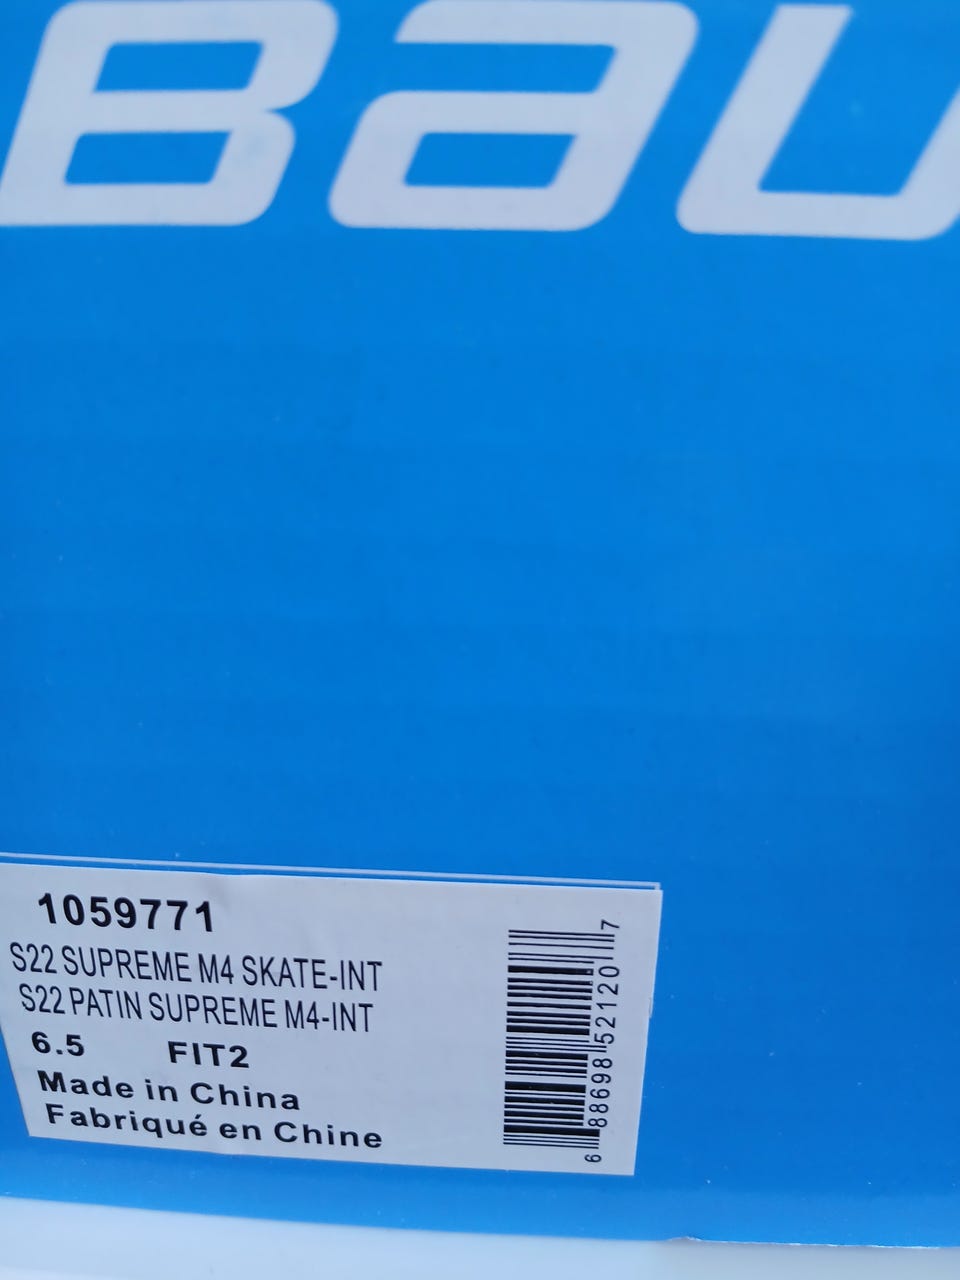 BAU
1059771
S22 SUPREME M4 SKATE-INT
S22 PATIN SUPREME M4-INT
6.5 FIT2
Made in China
Fabriqué en Chine
6 88698 52120 7